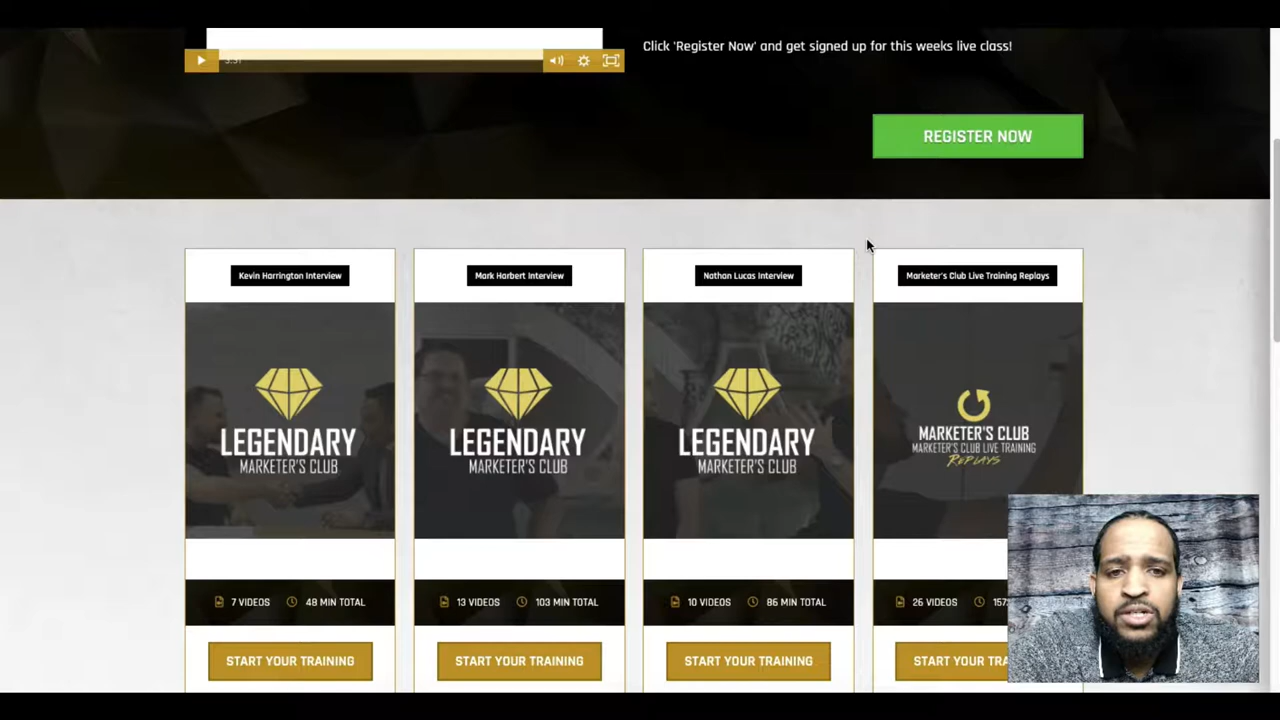 Click 'Register Now' and get signed up for this weeks live class!
REGISTER NOW
Kevin Harrington Interview
Mark Harbert Interview
Nathan Lucas Interview
Marketer's Club Live Training Replays
LEGENDARY
MARKETER'S CLUB
LEGENDARY
MARKETER'S CLUB
LEGENDARY
MARKETER'S CLUB
MARKETER'S CLUB
MARKETER'S CLUB LIVE TRAINING
REPLAYS
7 VIDEOS 48 MIN TOTAL
13 VIDEOS 103 MIN TOTAL
10 VIDEOS 86 MIN TOTAL
26 VIDEOS
START YOUR TRAINING
START YOUR TRAINING
START YOUR TRAINING
START YOUR